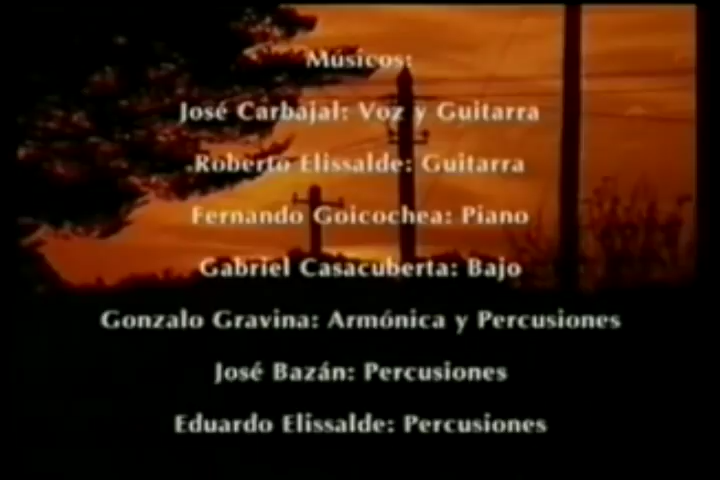 Músicos:
José Carbajal: Voz y Guitarra
Roberto Elissalde: Guitarra
Fernando Goicochea: Piano
Gabriel Casacuberta: Bajo
Gonzalo Gravina: Armónica y Percusiones
José Bazán: Percusiones
Eduardo Elissalde: Percusiones